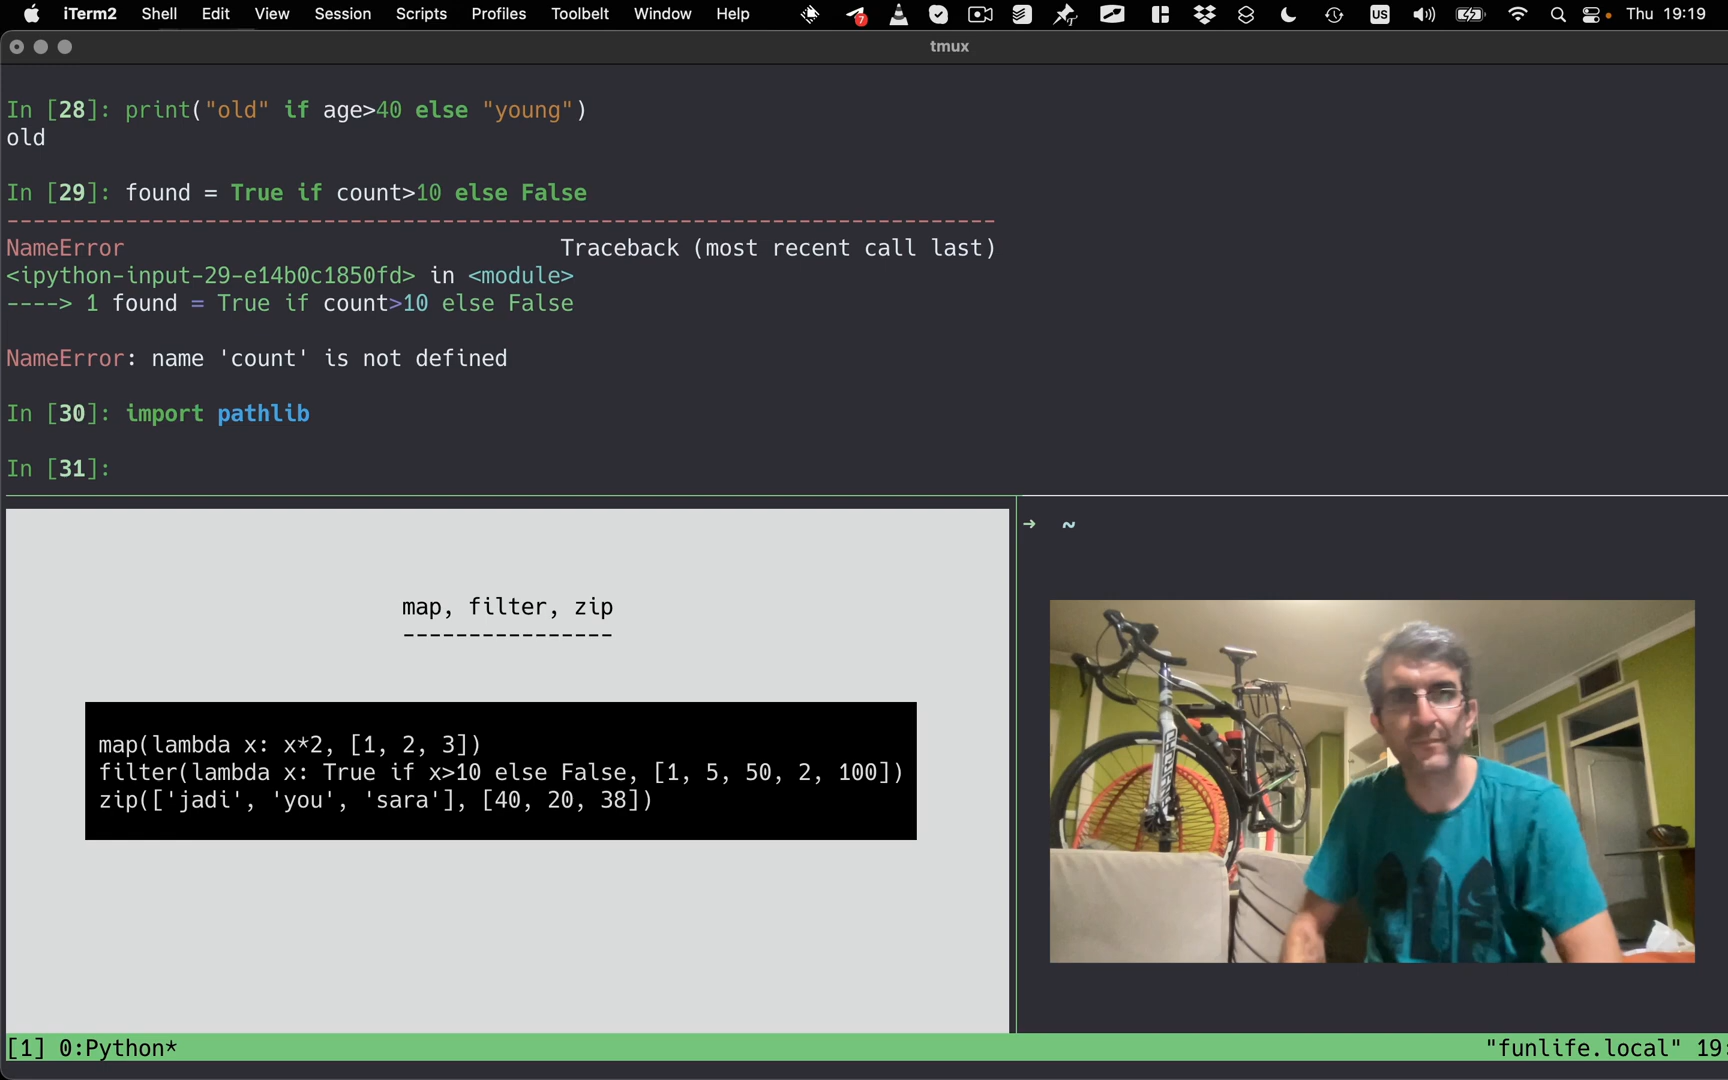 iTerm2 Shell Edit View Session Scripts Profiles Toolbelt Window Help 7 US Thu 19:19
tmux
In [28]: print("old" if age>40 else "young")
old
In [29]: found = True if count>10 else False
---------------------------------------------------------------------------
NameError Traceback (most recent call last)
<ipython-input-29-e14b0c1850fd> in <module>
----> 1 found = True if count>10 else False
NameError: name 'count' is not defined
In [30]: import pathlib
In [31]:
→ ~
map, filter, zip
----------------
map(lambda x: x*2, [1, 2, 3])
filter(lambda x: True if x>10 else False, [1, 5, 50, 2, 100])
zip(['jadi', 'you', 'sara'], [40, 20, 38])
[1] 0:Python* "funlife.local" 19: